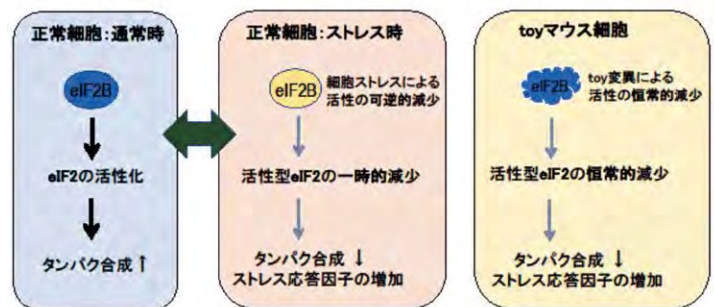 正常細胞:通常時
eIF2B
eIF2の活性化
タンパク合成↑
正常細胞:ストレス時
eIF2B
細胞ストレスによる
活性の可逆的減少
活性型eIF2の一時的減少
タンパク合成 ↓
ストレス応答因子の増加
toyマウス細胞
eIF2B
toy変異による
活性の恒常的減少
活性型eIF2の恒常的減少
タンパク合成 ↓
ストレス応答因子の増加